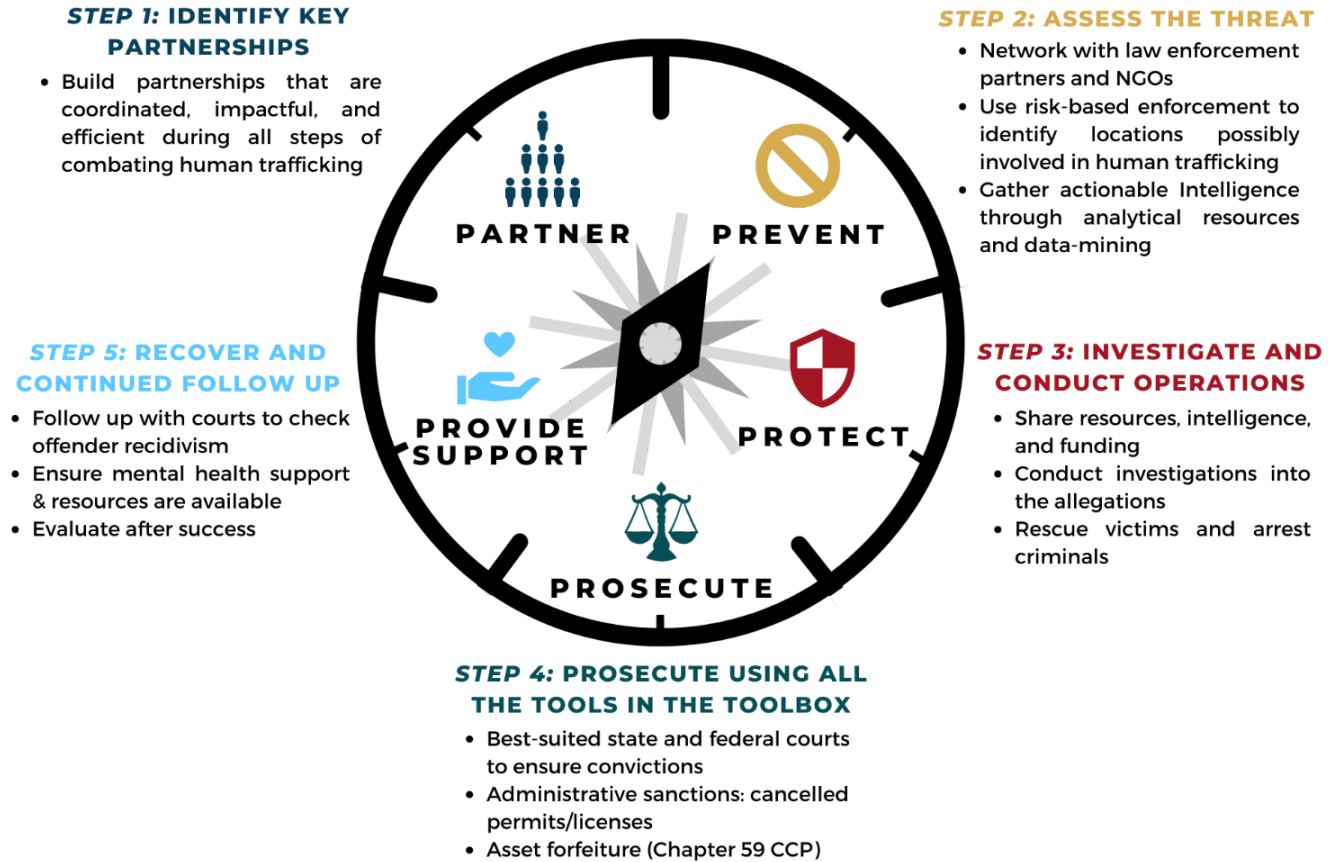 STEP 1: IDENTIFY KEY
PARTNERSHIPS
• Build partnerships that are
coordinated, impactful, and
efficient during all steps of
combating human trafficking
STEP 2: ASSESS THE THREAT
• Network with law enforcement
partners and NGOs
• Use risk-based enforcement to
identify locations possibly
involved in human trafficking
• Gather actionable Intelligence
through analytical resources
and data-mining
PARTNER
PREVENT
PROVIDE
SUPPORT
PROTECT
PROSECUTE
STEP 3: INVESTIGATE AND
CONDUCT OPERATIONS
• Share resources, intelligence,
and funding
• Conduct investigations into
the allegations
• Rescue victims and arrest
criminals
STEP 4: PROSECUTE USING ALL
THE TOOLS IN THE TOOLBOX
• Best-suited state and federal courts
to ensure convictions
• Administrative sanctions: cancelled
permits/licenses
• Asset forfeiture (Chapter 59 CCP)
STEP 5: RECOVER AND
CONTINUED FOLLOW UP
• Follow up with courts to check
offender recidivism
• Ensure mental health support
& resources are available
• Evaluate after success